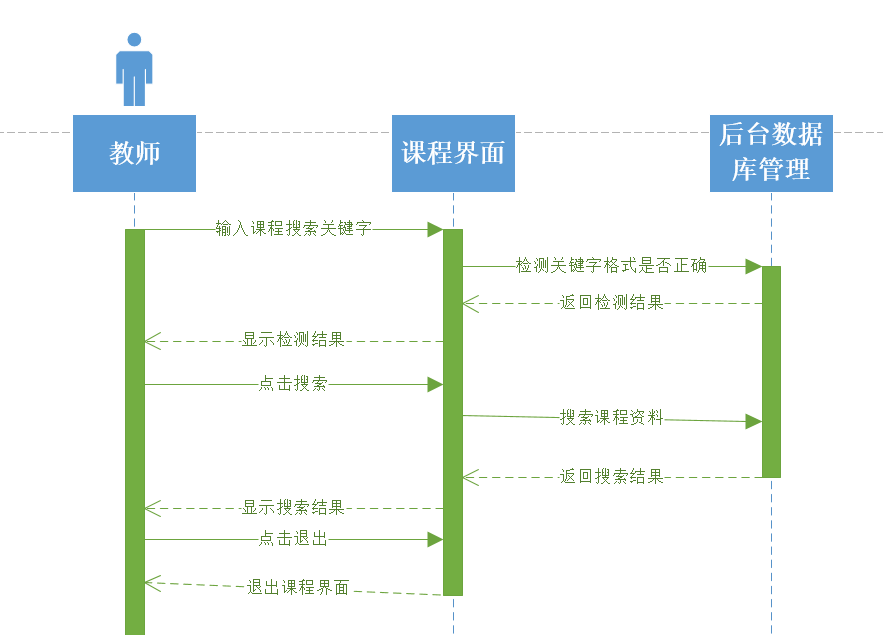 教师
课程界面
后台数据
库管理
输入课程搜索关键字
检测关键字格式是否正确
返回检测结果
显示检测结果
点击搜索
搜索课程资料
返回搜索结果
显示搜索结果
点击退出
退出课程界面